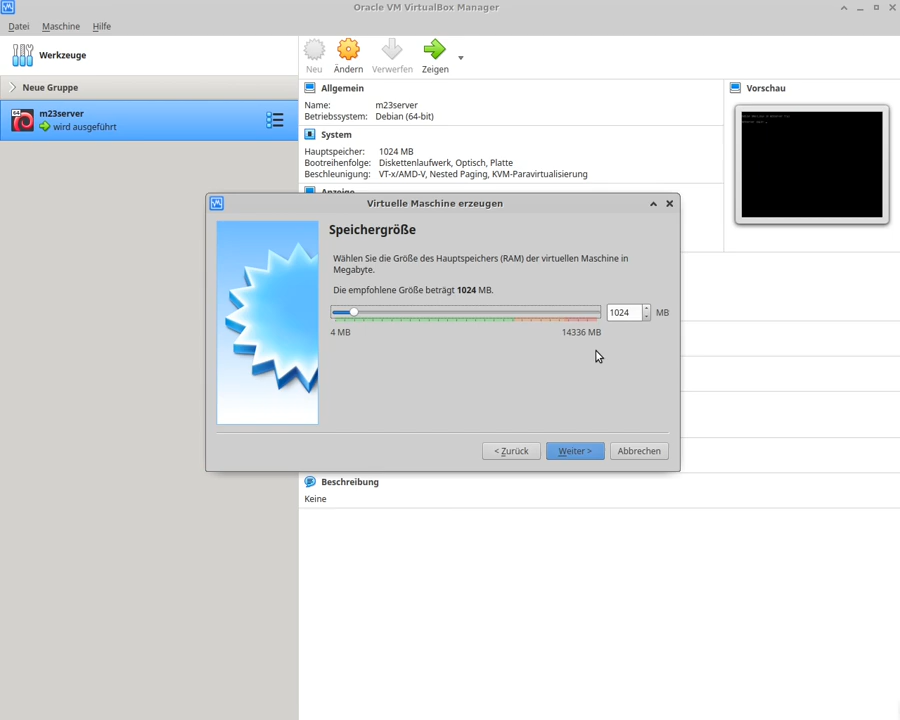 Oracle VM VirtualBox Manager
Datei Maschine Hilfe
Werkzeuge
Neue Gruppe
64
m23server
wird ausgeführt
Neu Ändern Verwerfen Zeigen
Allgemein
Name: m23server
Betriebssystem: Debian (64-bit)
System
Hauptspeicher: 1024 MB
Bootreihenfolge: Diskettenlaufwerk, Optisch, Platte
Beschleunigung: VT-x/AMD-V, Nested Paging, KVM-Paravirtualisierung
Anzeige
Vorschau
Virtuelle Maschine erzeugen
Speichergröße
Wählen Sie die Größe des Hauptspeichers (RAM) der virtuellen Maschine in
Megabyte.
Die empfohlene Größe beträgt 1024 MB.
1024 MB
4 MB 14336 MB
< Zurück Weiter > Abbrechen
Beschreibung
Keine